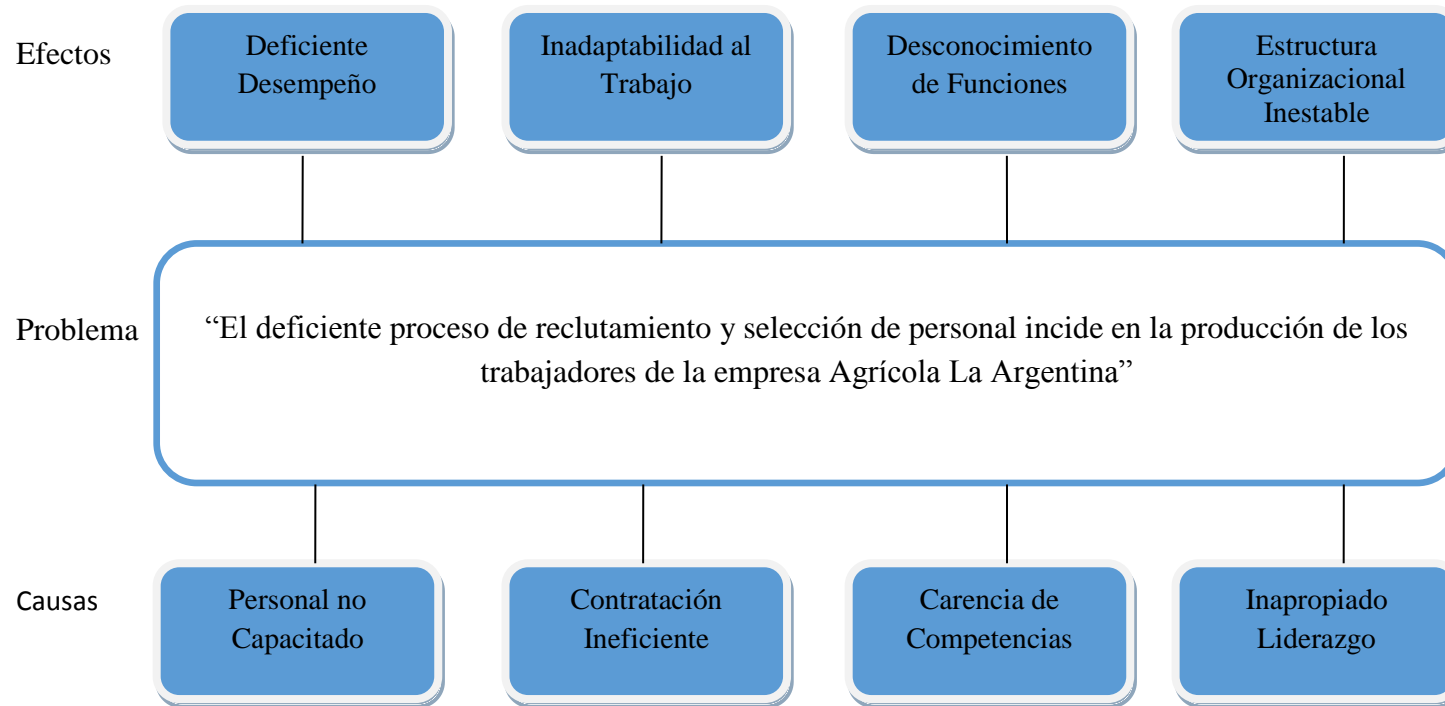 Efectos
Deficiente
Desempeño
Inadaptabilidad al
Trabajo
Desconocimiento
de Funciones
Estructura
Organizacional
Inestable
Problema
“El deficiente proceso de reclutamiento y selección de personal incide en la producción de los
trabajadores de la empresa Agrícola La Argentina”
Causas
Personal no
Capacitado
Contratación
Ineficiente
Carencia de
Competencias
Inapropiado
Liderazgo